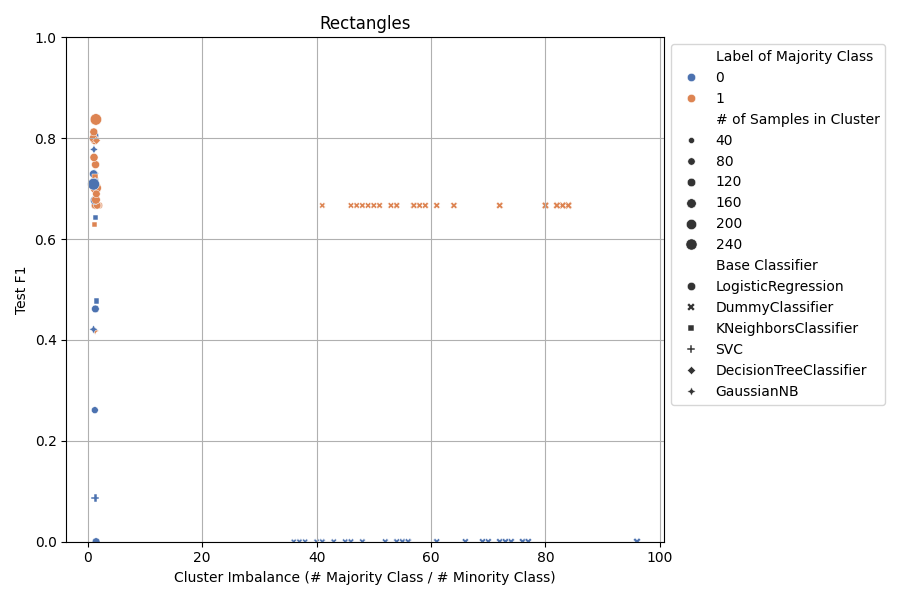 Rectangles
1.0
0.8
0.6
0.4
0.2
0.0
Test F1
0
20
40
60
80
100
Cluster Imbalance (# Majority Class / # Minority Class)
Label of Majority Class
0
1
# of Samples in Cluster
40
80
120
160
200
240
Base Classifier
LogisticRegression
DummyClassifier
KNeighborsClassifier
SVC
DecisionTreeClassifier
GaussianNB